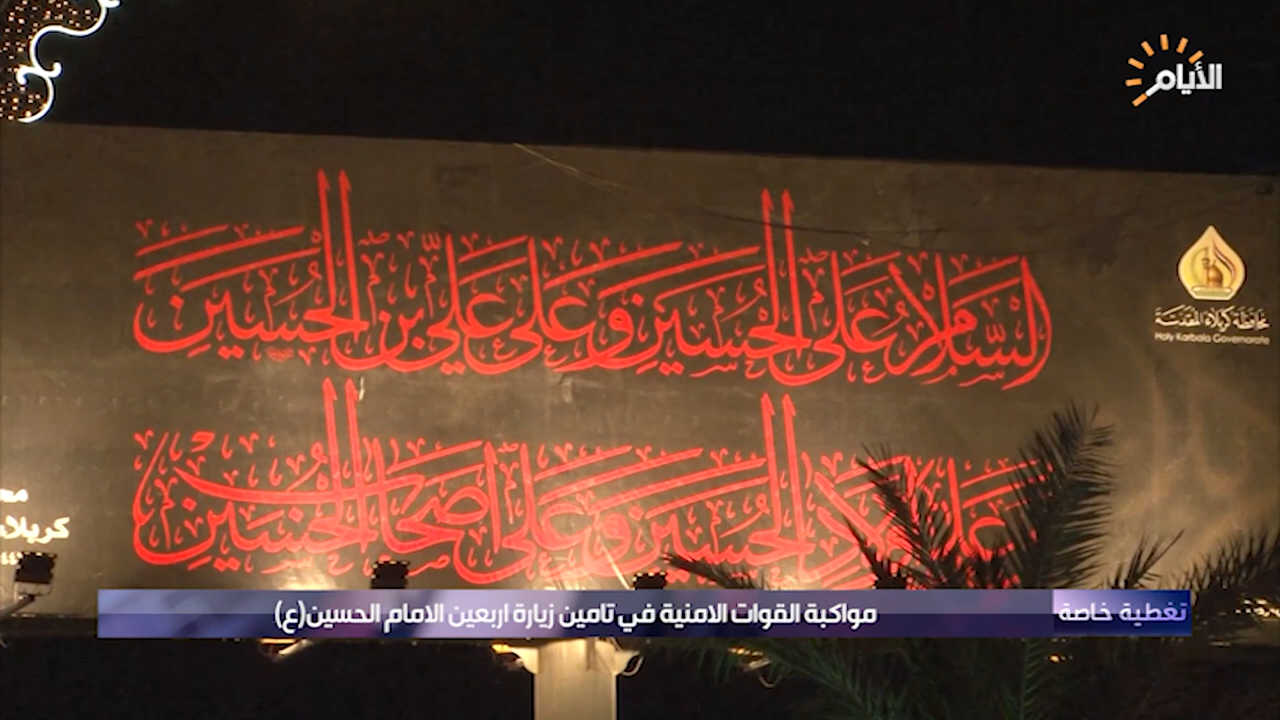 الأيام
السلام على الحسين وعلى علي بن الحسين
وعلى أولاد الحسين وعلى أصحاب الحسين
محافظة كربلاء المقدسة
Holy Karbala Governorate
تغطية خاصة
مواكبة القوات الامنية في تامين زيارة اربعين الامام الحسين(ع)